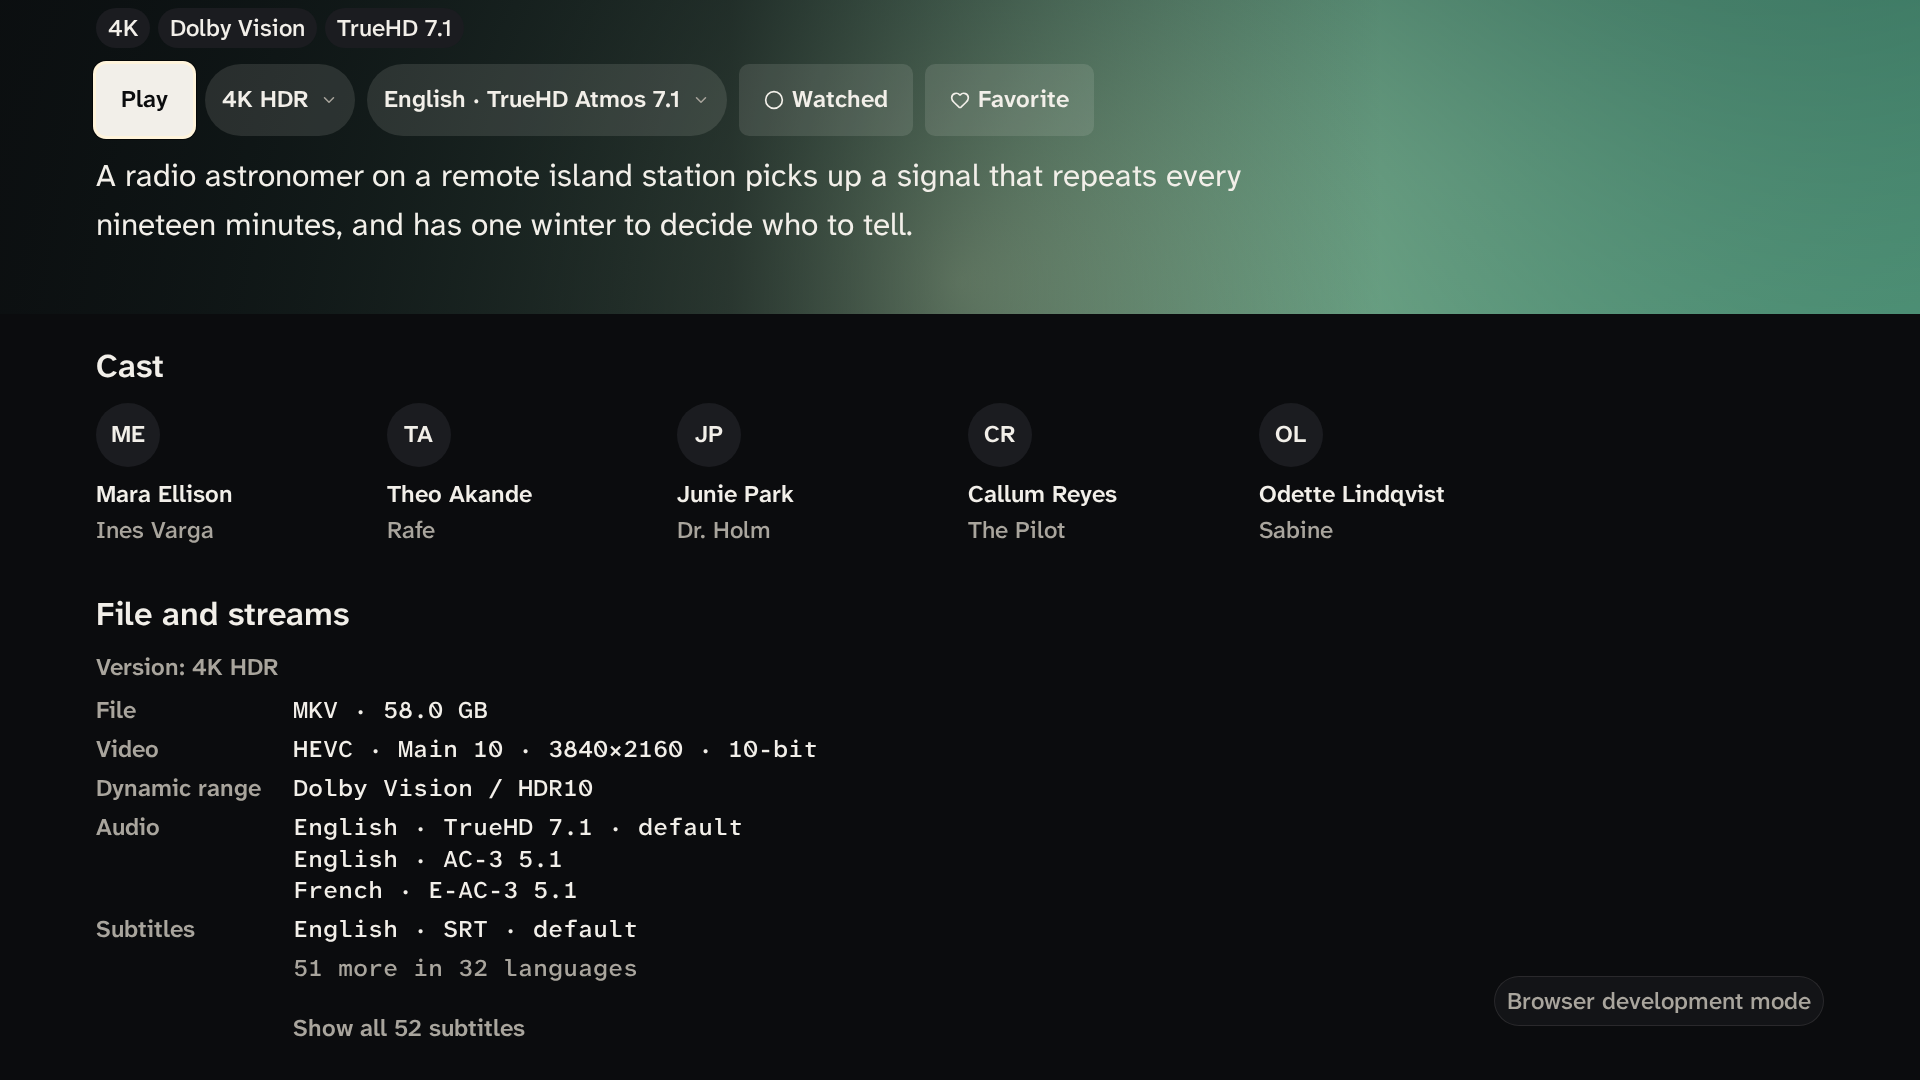 4K Dolby Vision TrueHD 7.1
Play 4K HDR English · TrueHD Atmos 7.1 Watched Favorite
A radio astronomer on a remote island station picks up a signal that repeats every
nineteen minutes, and has one winter to decide who to tell.
Cast
ME TA JP CR OL
Mara Ellison Theo Akande Junie Park Callum Reyes Odette Lindqvist
Ines Varga Rafe Dr. Holm The Pilot Sabine
File and streams
Version: 4K HDR
File MKV · 58.0 GB
Video HEVC · Main 10 · 3840×2160 · 10-bit
Dynamic range Dolby Vision / HDR10
Audio English · TrueHD 7.1 · default
English · AC-3 5.1
French · E-AC-3 5.1
Subtitles English · SRT · default
51 more in 32 languages
Browser development mode
Show all 52 subtitles